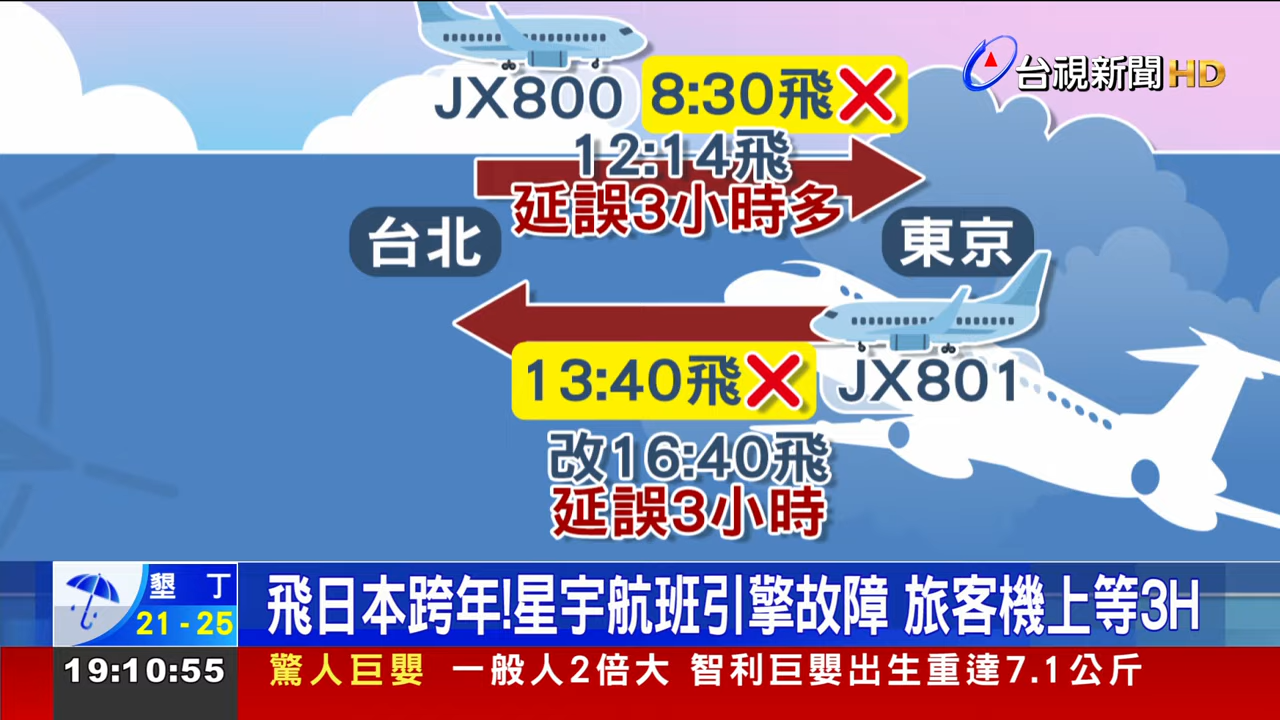 台視新聞HD
JX800 8:30飛
12:14飛
延誤3小時多
台北
東京
13:40飛
JX801
改16:40飛
延誤3小時
墾丁
21-25
飛日本跨年!星宇航班引擎故障 旅客機上等3H
19:10:55
驚人巨嬰 一般人2倍大 智利巨嬰出生重達7.1公斤